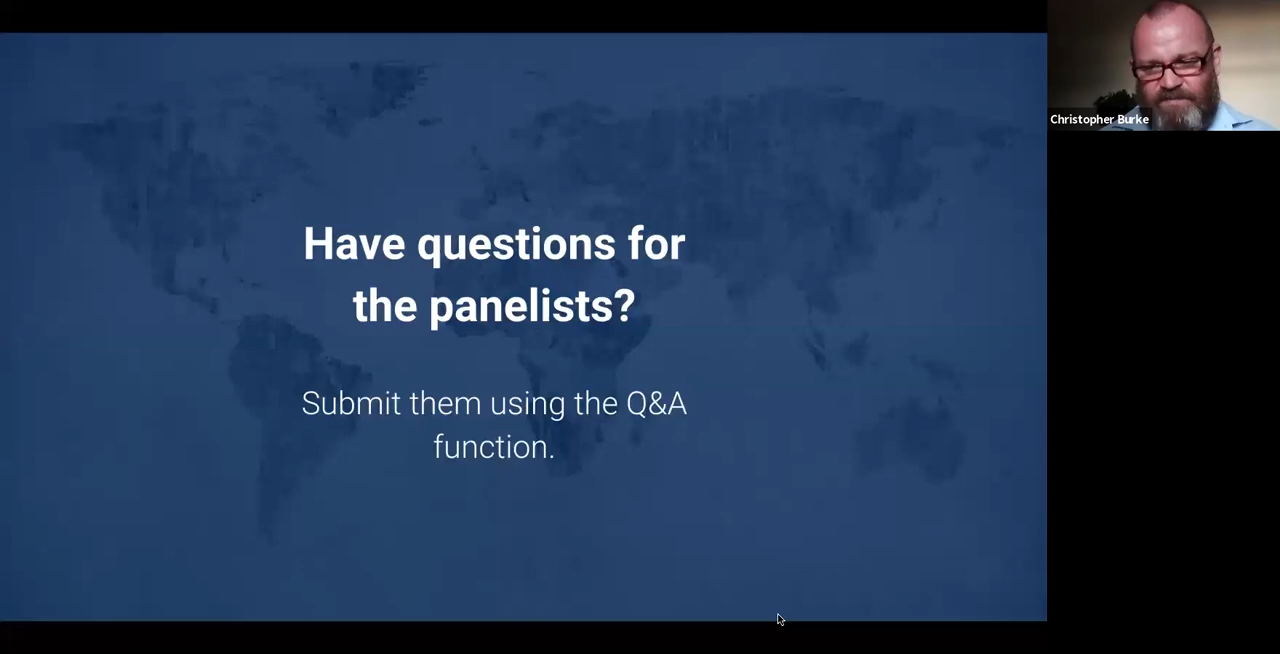 Have questions for
the panelists?
Submit them using the Q&A
function.
Christopher Burke